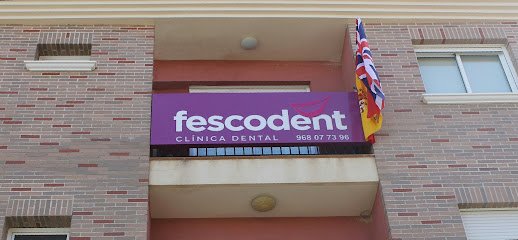 fescodent
CLÍNICA DENTAL 968 07 73 96